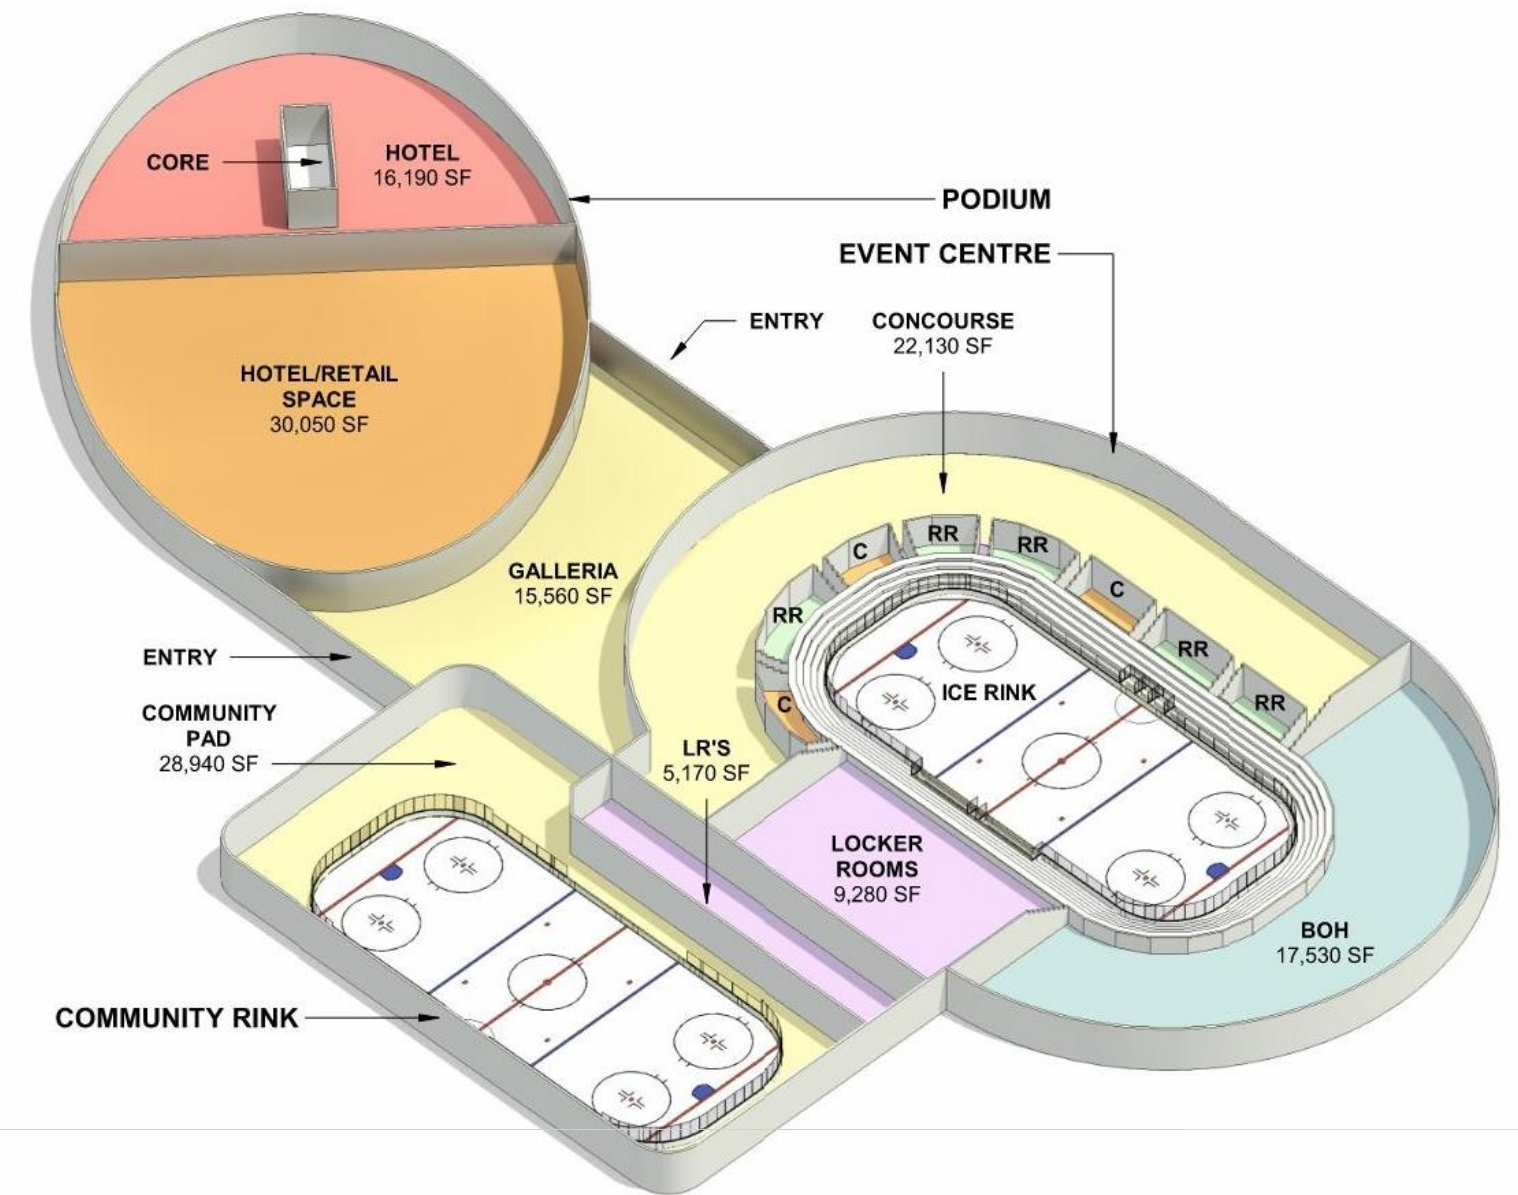 CORE
HOTEL
16,190 SF
PODIUM
EVENT CENTRE
ENTRY
CONCOURSE
22,130 SF
HOTEL/RETAIL
SPACE
30,050 SF
RR
RR
C
C
RR
RR
RR
C
GALLERIA
15,560 SF
ENTRY
ICE RINK
COMMUNITY
PAD
28,940 SF
LR'S
5,170 SF
LOCKER
ROOMS
9,280 SF
BOH
17,530 SF
COMMUNITY RINK